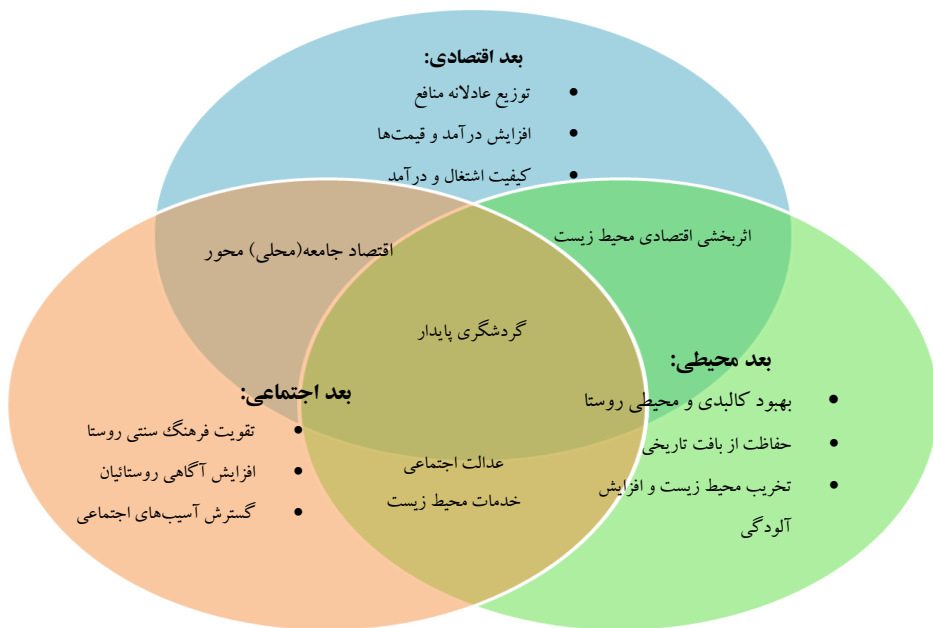 بعد اقتصادی:
• توزیع عادلانه منافع
• افزایش درآمد و قیمت‌ها
• کیفیت اشتغال و درآمد
اثربخشی اقتصادی محیط زیست
اقتصاد جامعه(محلی) محور
گردشگری پایدار
بعد محیطی:
• بهبود کالبدی و محیطی روستا
• حفاظت از بافت تاریخی
• تخریب محیط زیست و افزایش
آلودگی
بعد اجتماعی:
• تقویت فرهنگ سنتی روستا
• افزایش آگاهی روستائیان
• گسترش آسیب‌های اجتماعی
عدالت اجتماعی
خدمات محیط زیست